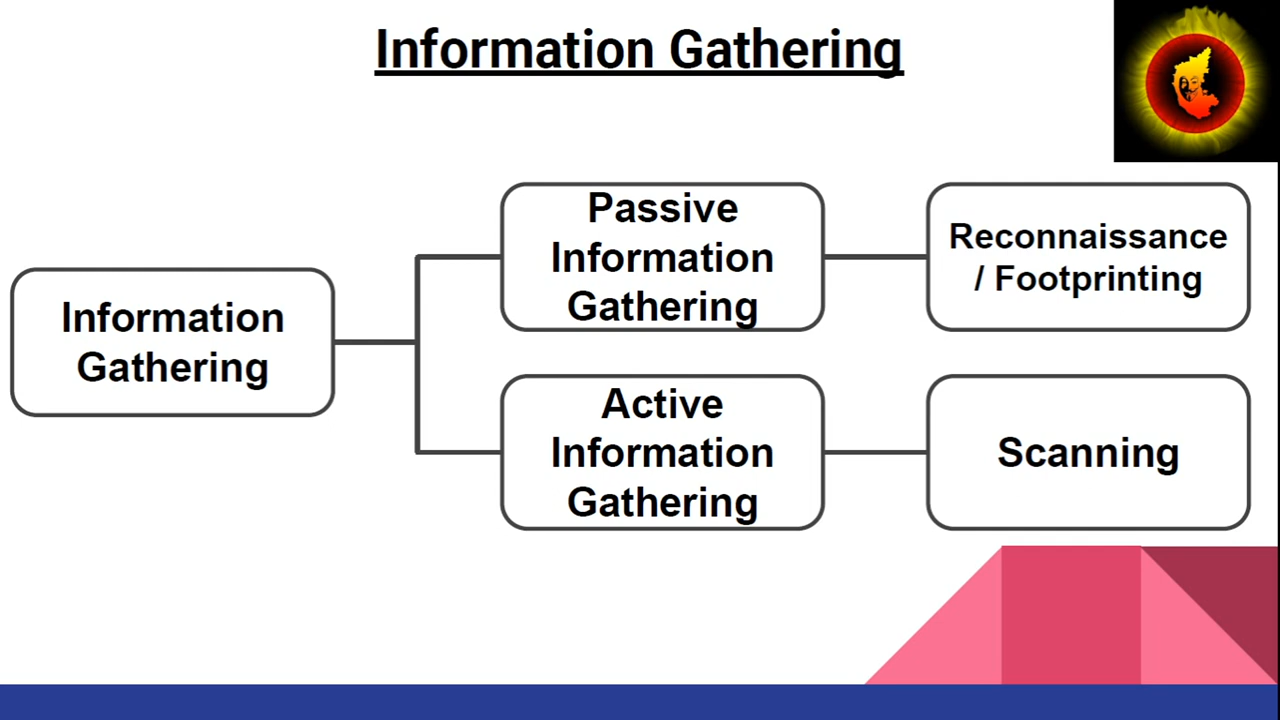 Information Gathering
Passive
Information
Gathering
Reconnaissance
/ Footprinting
Information
Gathering
Active
Information
Gathering
Scanning